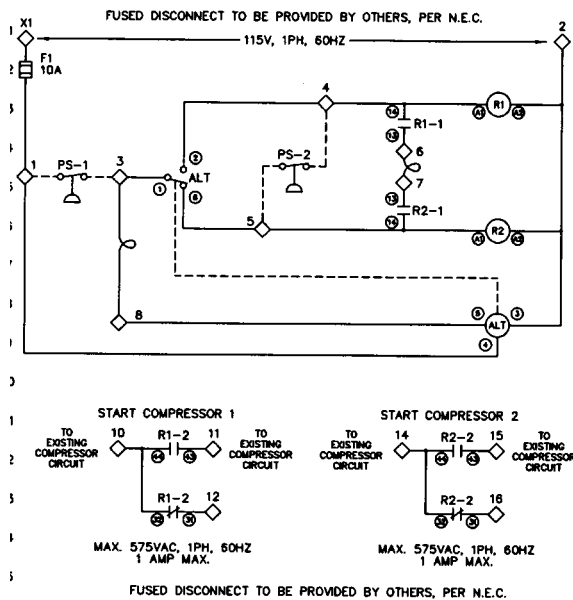 FUSED DISCONNECT TO BE PROVIDED BY OTHERS, PER N.E.C.
1 X1 2
115V, 1PH, 60HZ
2 F1
10A
4
3 14 R1-1 A1 R1 A2
13
6
1 PS-1 3 2 PS-2
1 ALT
5 7
6 13
R2-1
5 14 A1 R2 A2
8 5 ALT 3
4
START COMPRESSOR 1
START COMPRESSOR 2
TO EXISTING COMPRESSOR CIRCUIT
10 R1-2 11
44 43
TO EXISTING COMPRESSOR CIRCUIT
14 R2-2 15
44 43
TO EXISTING COMPRESSOR CIRCUIT
R1-2 12
32 31
R2-2 16
32 31
MAX. 575VAC, 1PH, 60HZ
1 AMP MAX.
MAX. 575VAC, 1PH, 60HZ
1 AMP MAX.
FUSED DISCONNECT TO BE PROVIDED BY OTHERS, PER N.E.C.